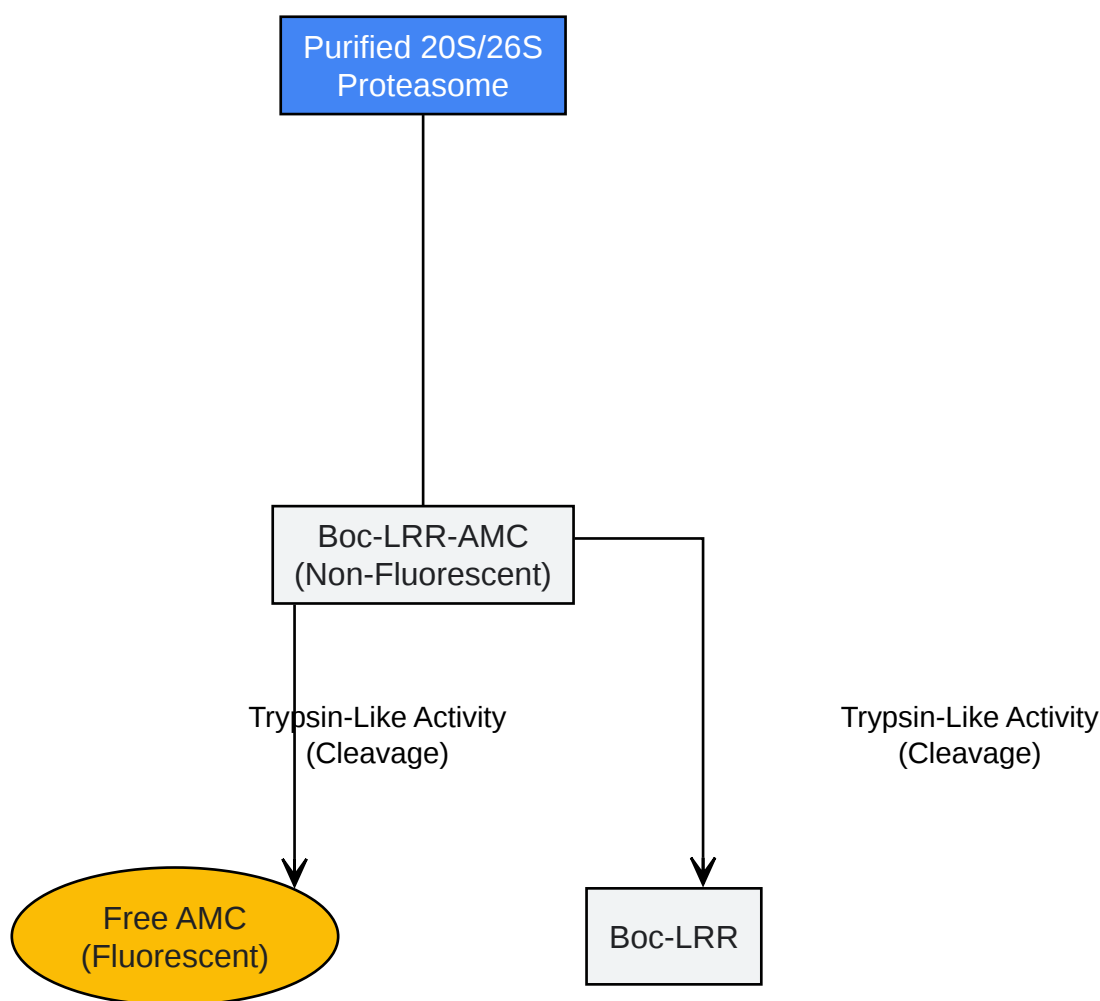 Purified 20S/26S
Proteasome
Boc-LRR-AMC
(Non-Fluorescent)
Trypsin-Like Activity
(Cleavage)
Trypsin-Like Activity
(Cleavage)
Free AMC
(Fluorescent)
Boc-LRR